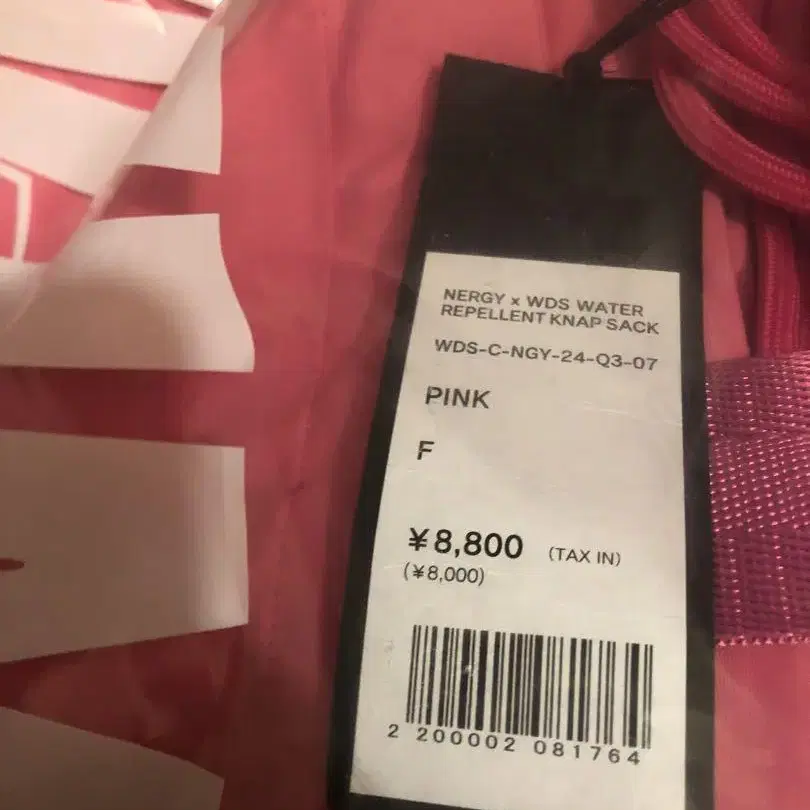 NERGY × WDS WATER
REPELLENT KNAP SACK
WDS-C-NGY-24-Q3-07
PINK
F
¥8,800 (TAX IN)
(¥8,000)
2 200002 081764